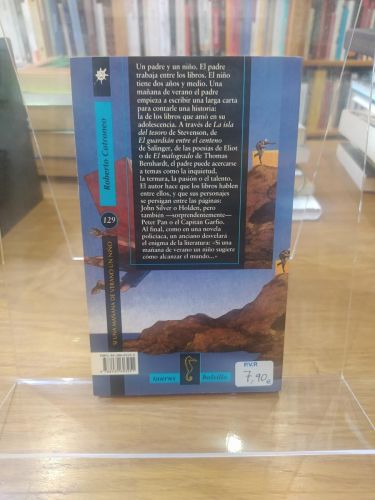 Un padre y un niño. El padre
trabaja entre los libros. El niño
tiene dos años y medio. Una
mañana de verano el padre
empieza a escribir una larga carta
para contarle una historia:
la de los libros que amó en su
adolescencia. A través de La isla
del tesoro de Stevenson, de
El guardián entre el centeno
de Salinger, de las poesías de Eliot
o de El malogrado de Thomas
Bernhardt, el padre puede acercarse
a temas como la inquietud,
la ternura, la pasión o el talento.
El autor hace que los libros hablen
entre ellos, y que sus personajes
se persigan entre las páginas:
John Silver o Holden, pero
también —sorprendentemente—
Peter Pan o el Capitán Garfio.
Al final, como en una novela
policíaca, un anciano desvelará
el enigma de la literatura: «Si una
mañana de verano un niño sugiere
cómo alcanzar el mundo...»
Roberto Cotroneo
129
SI UNA MAÑANA DE VERANO, UN NIÑO
taurus
bolsillo
P.V.P.
7,90€